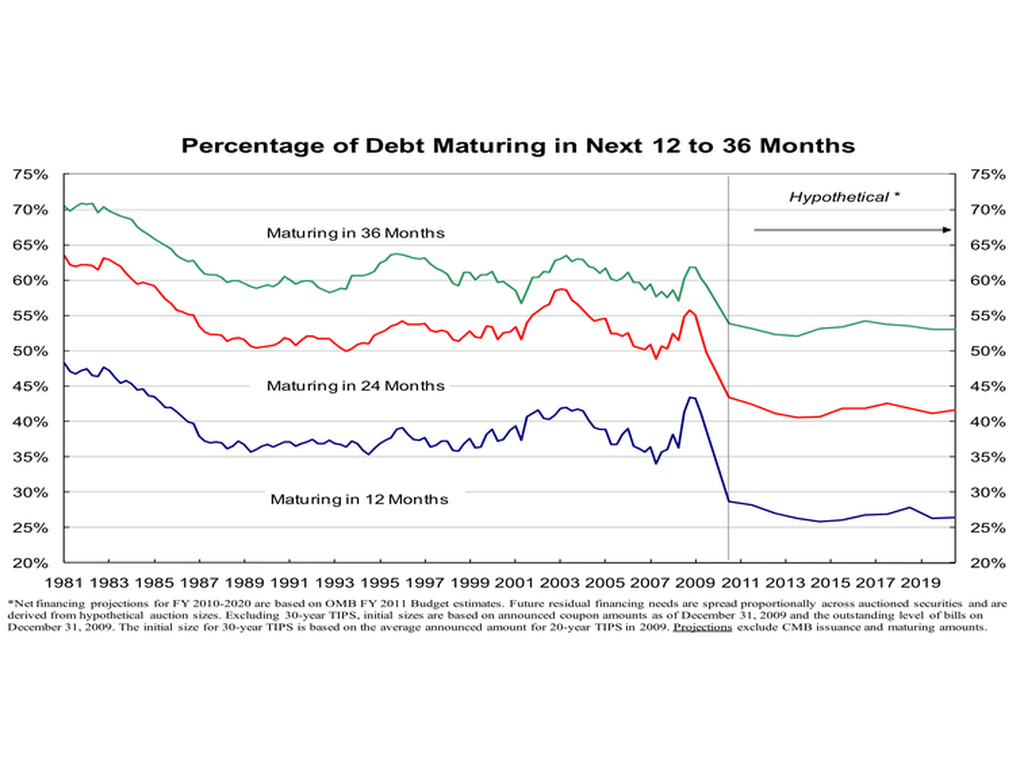 Percentage of Debt Maturing in Next 12 to 36 Months
75% 75%
Hypothetical *
70% 70%
Maturing in 36 Months
65% 65%
60% 60%
55% 55%
50% 50%
Maturing in 24 Months
45% 45%
40% 40%
35% 35%
30% 30%
Maturing in 12 Months
25% 25%
20% 20%
1981 1983 1985 1987 1989 1991 1993 1995 1997 1999 2001 2003 2005 2007 2009 2011 2013 2015 2017 2019
*Net financing projections for FY 2010-2020 are based on OMB FY 2011 Budget estimates. Future residual financing needs are spread proportionally across auctioned securities and are
derived from hypothetical auction sizes. Excluding 30-year TIPS, initial sizes are based on announced coupon amounts as of December 31, 2009 and the outstanding level of bills on
December 31, 2009. The initial size for 30-year TIPS is based on the average announced amount for 20-year TIPS in 2009. Projections exclude CMB issuance and maturing amounts.